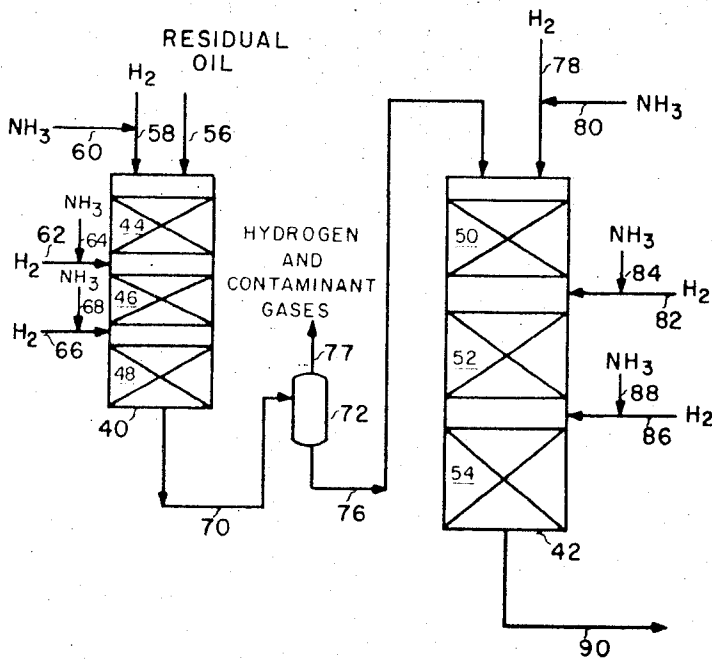 RESIDUAL
OIL
H2
NH3
60
58
56
NH3
44
64
62
H2
NH3
46
68
H2
66
48
40
70
HYDROGEN
AND
CONTAMINANT
GASES
77
72
76
H2
78
NH3
80
50
NH3
84
H2
82
52
NH3
88
H2
86
54
42
90